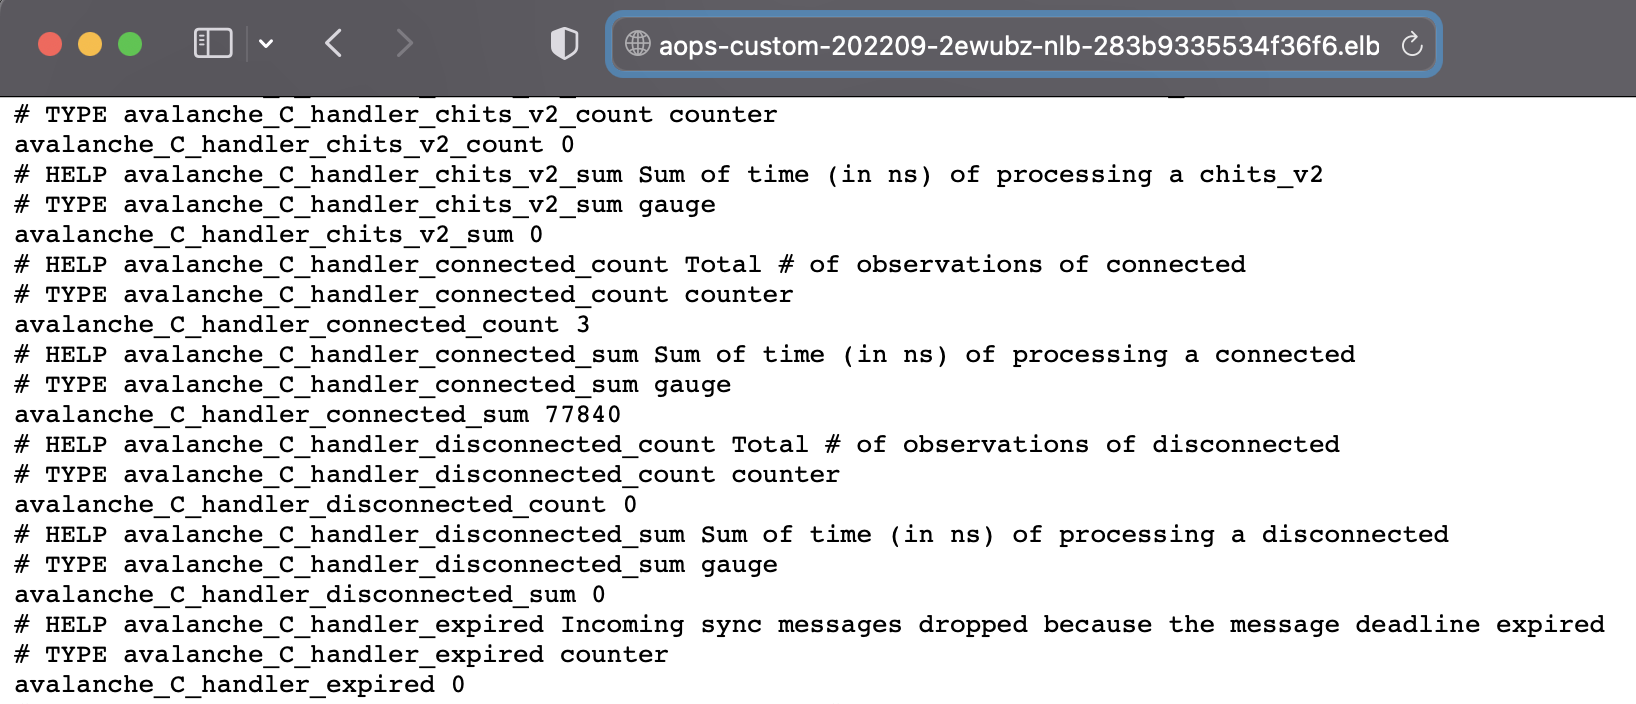 aops-custom-202209-2ewubz-nlb-283b9335534f36f6.elb
# TYPE avalanche_C_handler_chits_v2_count counter
avalanche_C_handler_chits_v2_count 0
# HELP avalanche_C_handler_chits_v2_sum Sum of time (in ns) of processing a chits_v2
# TYPE avalanche_C_handler_chits_v2_sum gauge
avalanche_C_handler_chits_v2_sum 0
# HELP avalanche_C_handler_connected_count Total # of observations of connected
# TYPE avalanche_C_handler_connected_count counter
avalanche_C_handler_connected_count 3
# HELP avalanche_C_handler_connected_sum Sum of time (in ns) of processing a connected
# TYPE avalanche_C_handler_connected_sum gauge
avalanche_C_handler_connected_sum 77840
# HELP avalanche_C_handler_disconnected_count Total # of observations of disconnected
# TYPE avalanche_C_handler_disconnected_count counter
avalanche_C_handler_disconnected_count 0
# HELP avalanche_C_handler_disconnected_sum Sum of time (in ns) of processing a disconnected
# TYPE avalanche_C_handler_disconnected_sum gauge
avalanche_C_handler_disconnected_sum 0
# HELP avalanche_C_handler_expired Incoming sync messages dropped because the message deadline expired
# TYPE avalanche_C_handler_expired counter
avalanche_C_handler_expired 0